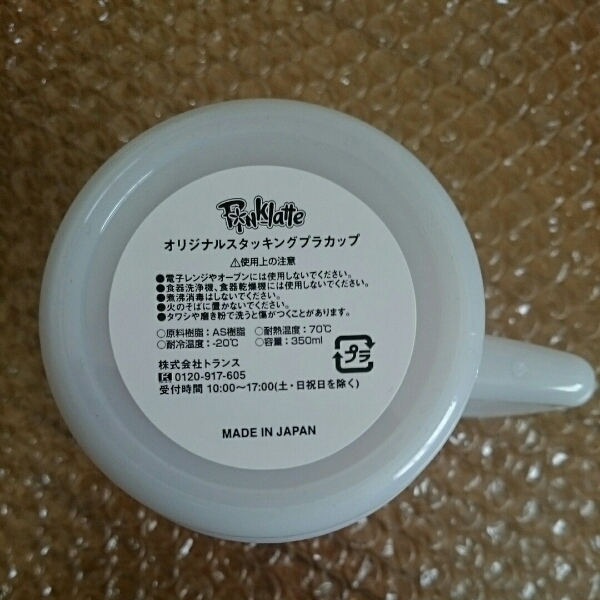 PiNKlatte
オリジナルスタッキングプラカップ
⚠使用上の注意
●電子レンジやオーブンには使用しないでください。
●食器洗浄機、食器乾燥機には使用しないでください。
●煮沸消毒はしないでください。
●火のそばに置かないでください。
●タワシや磨き粉で洗うと傷がつくことがあります。
○原料樹脂：AS樹脂 ○耐熱温度：70℃
○耐冷温度：-20℃ ○容量：350ml
プラ
株式会社トランス
0120-917-605
受付時間 10:00〜17:00(土・日祝日を除く)
MADE IN JAPAN